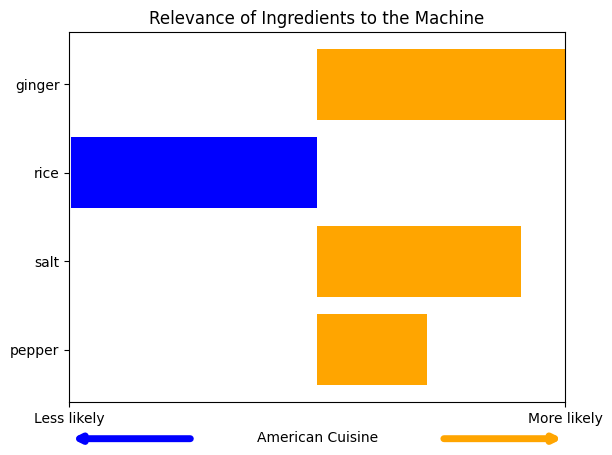 Relevance of Ingredients to the Machine
ginger
rice
salt
pepper
Less likely More likely
American Cuisine